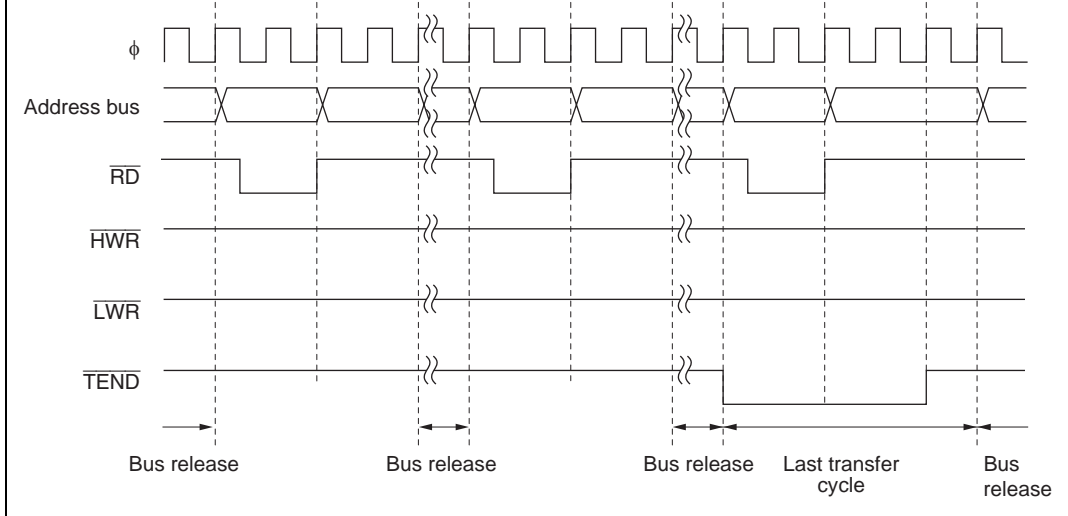 ϕ
Address bus
RD
HWR
LWR
TEND
Bus release
Bus release
Bus release
Last transfer
cycle
Bus
release